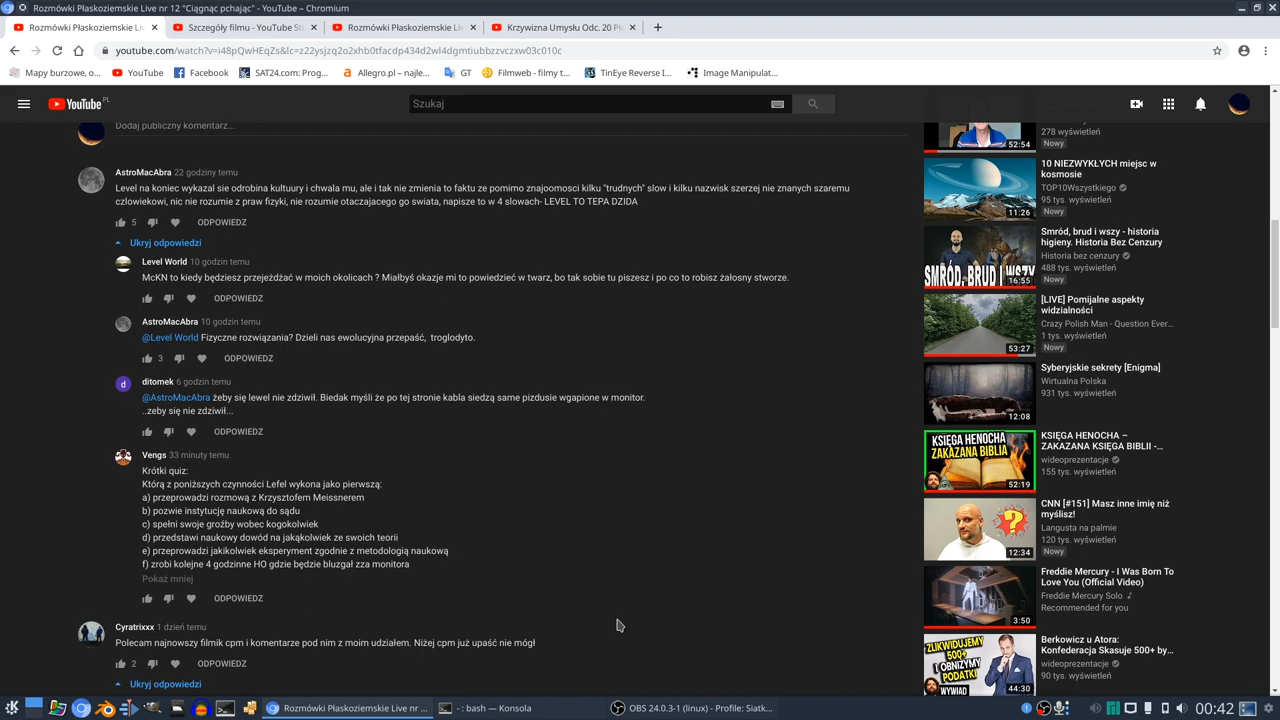 Rozmówki Płaskoziemskie Live nr 12 "Ciągnąc pchając" - YouTube – Chromium
Rozmówki Płaskoziemskie Liv
Szczegóły filmu - YouTube St
Rozmówki Płaskoziemskie Liv
Krzywizna Umysłu Odc. 20 Pł
youtube.com/watch?v=i48pQwHEqZs&lc=z22ysjzq2o2xhb0tfacdp434d2wl4dgmtiubbzzvczxw03c010c
Mapy burzowe, o...
YouTube
Facebook
SAT24.com: Prog...
Allegro.pl – najle...
GT
Filmweb - filmy t...
TinEye Reverse I...
Image Manipulat...
YouTube PL
Szukaj
Dodaj publiczny komentarz...
AstroMacAbra 22 godziny temu
Level na koniec wykazal sie odrobina kultuury i chwala mu, ale i tak nie zmienia to faktu ze pomimo znajoomosci kilku "trudnych" slow i kilku nazwisk szerzej nie znanych szaremu
człowiekowi, nic nie rozumie z praw fizyki, nie rozumie otaczajacego go swiata, napisze to w 4 slowach- LEVEL TO TEPA DZIDA
5 ODPOWIEDZ
Ukryj odpowiedzi
Level World 10 godzin temu
McKN to kiedy będziesz przejeżdżać w moich okolicach ? Miałbyś okazje mi to powiedzieć w twarz, bo tak sobie tu piszesz i po co to robisz żałosny stworze.
ODPOWIEDZ
AstroMacAbra 10 godzin temu
@Level World Fizyczne rozwiązania? Dzieli nas ewolucyjna przepaść, troglodyto.
3 ODPOWIEDZ
ditomek 6 godzin temu
@AstroMacAbra żeby się lewel nie zdziwił. Biedak myśli że po tej stronie kabla siedzą same pizdusie wgapione w monitor.
..zeby się nie zdziwił...
ODPOWIEDZ
Vengs 33 minuty temu
Krótki quiz:
Którą z poniższych czynności Lefel wykona jako pierwszą:
a) przeprowadzi rozmową z Krzysztofem Meissnerem
b) pozwie instytucję naukową do sądu
c) spełni swoje groźby wobec kogokolwiek
d) przedstawi naukowy dowód na jakąkolwiek ze swoich teorii
e) przeprowadzi jakikolwiek eksperyment zgodnie z metodologią naukową
f) zrobi kolejne 4 godzinne HO gdzie będzie bluzgał zza monitora
Pokaż mniej
ODPOWIEDZ
Cyratrixxx 1 dzień temu
Polecam najnowszy filmik cpm i komentarze pod nim z moim udziałem. Niżej cpm już upaść nie mógł
2 ODPOWIEDZ
Ukryj odpowiedzi
52:54
278 wyświetleń
Nowy
11:26
10 NIEZWYKŁYCH miejsc w
kosmosie
TOP10Wszystkiego
95 tys. wyświetleń
Nowy
SMRÓD, BRUD I WSZY
16:55
Smród, brud i wszy - historia
higieny. Historia Bez Cenzury
Historia bez cenzury
488 tys. wyświetleń
Nowy
53:27
[LIVE] Pomijalne aspekty
widzialności
Crazy Polish Man - Question Ever...
1 tys. wyświetleń
Nowy
12:08
Syberyjskie sekrety [Enigma]
Wirtualna Polska
931 tys. wyświetleń
KSIĘGA HENOCHA
ZAKAZANA BIBLIA
52:19
KSIĘGA HENOCHA –
ZAKAZANA KSIĘGA BIBLII -...
wideoprezentacje
155 tys. wyświetleń
12:34
CNN [#151] Masz inne imię niż
myślisz!
Langusta na palmie
120 tys. wyświetleń
Nowy
3:50
Freddie Mercury - I Was Born To
Love You (Official Video)
Freddie Mercury Solo
Recommended for you
ZLIKWIDUJEMY
500+
I OBNIŻYMY
PODATKI
WYWIAD
44:30
Berkowicz u Atora:
Konfederacja Skasuje 500+ by...
wideoprezentacje
90 tys. wyświetleń
Rozmówki Płaskoziemskie Live nr ...
- : bash — Konsola
OBS 24.0.3-1 (linux) - Profile: Siatk...
00:42